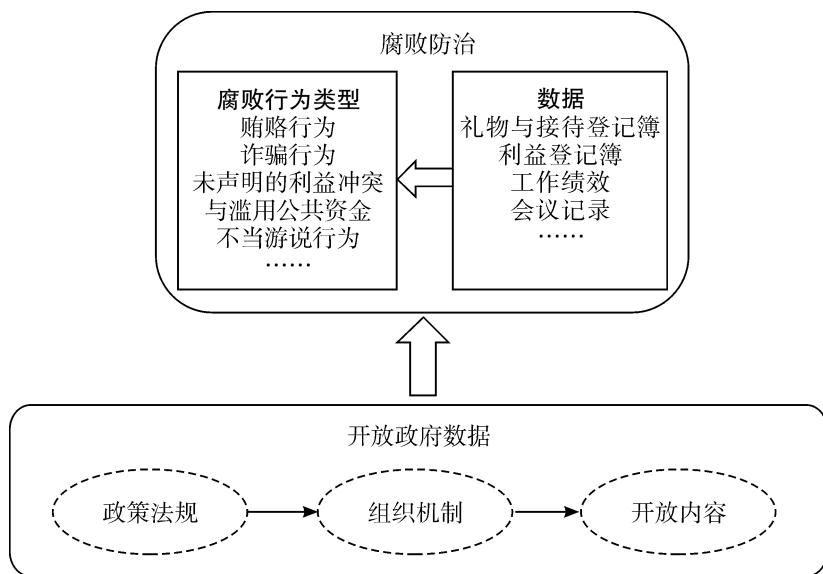 腐败防治
腐败行为类型
贿赂行为
诈骗行为
未声明的利益冲突
与滥用公共资金
不当游说行为
……
数据
礼物与接待登记簿
利益登记簿
工作绩效
会议记录
……
开放政府数据
政策法规
组织机制
开放内容